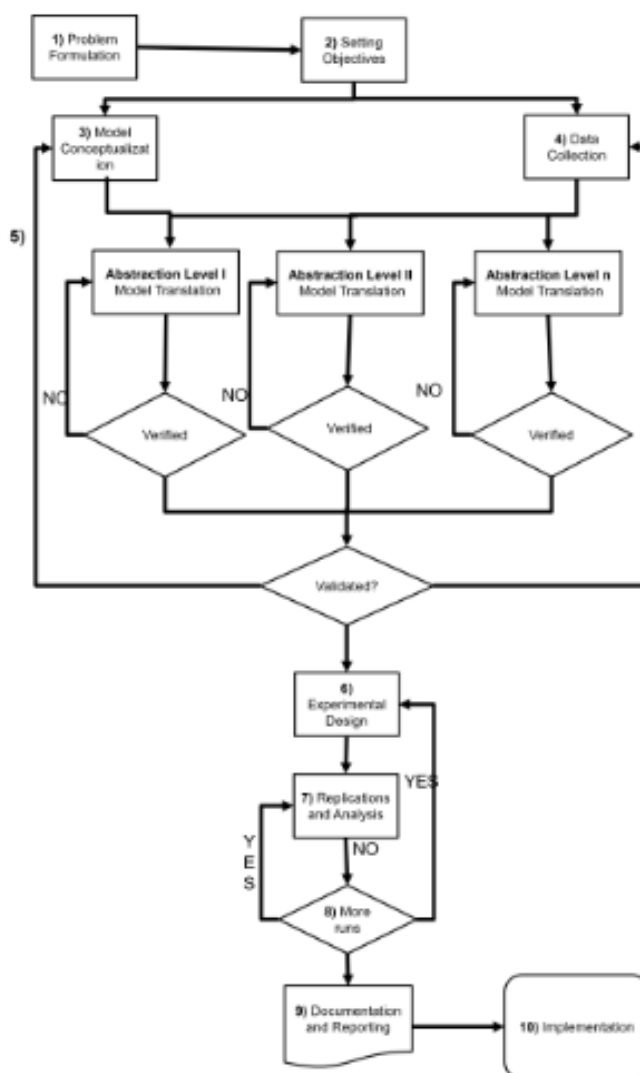 1) Problem
Formulation
2) Setting
Objectives
3) Model
Conceptualizat
ion
4) Data
Collection
5)
Abstraction Level I
Model Translation
Abstraction Level II
Model Translation
Abstraction Level n
Model Translation
NO
NO
NO
Verified
Verified
Verified
Validated?
6)
Experimental
Design
YES
7) Replications
and Analysis
Y
E
S
NO
8) More
runs
9) Documentation
and Reporting
10) Implementation